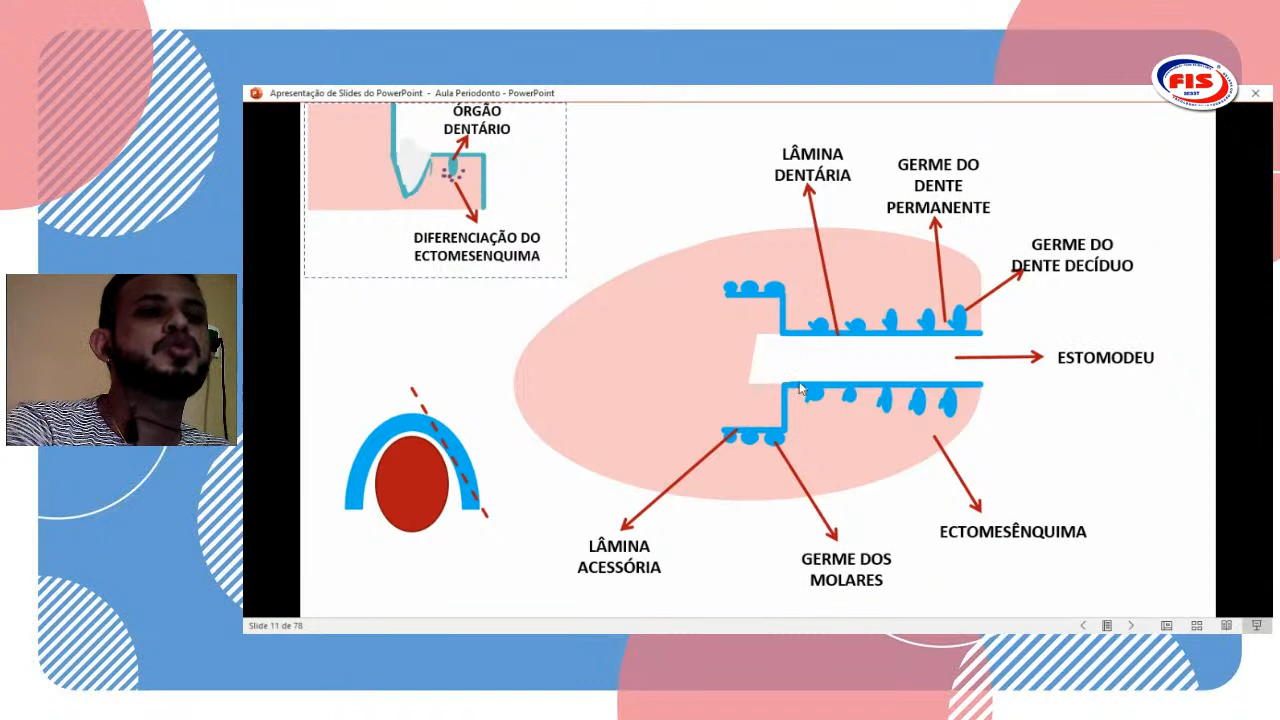 FIS
SESST
Apresentação de Slides do PowerPoint - Aula Periodonto - PowerPoint
ÓRGÃO
DENTÁRIO
DIFERENCIAÇÃO DO
ECTOMESENQUIMA
LÂMINA
DENTÁRIA
GERME DO
DENTE
PERMANENTE
GERME DO
DENTE DECÍDUO
ESTOMODEU
ECTOMESÊNQUIMA
LÂMINA
ACESSÓRIA
GERME DOS
MOLARES
Slide 11 de 78